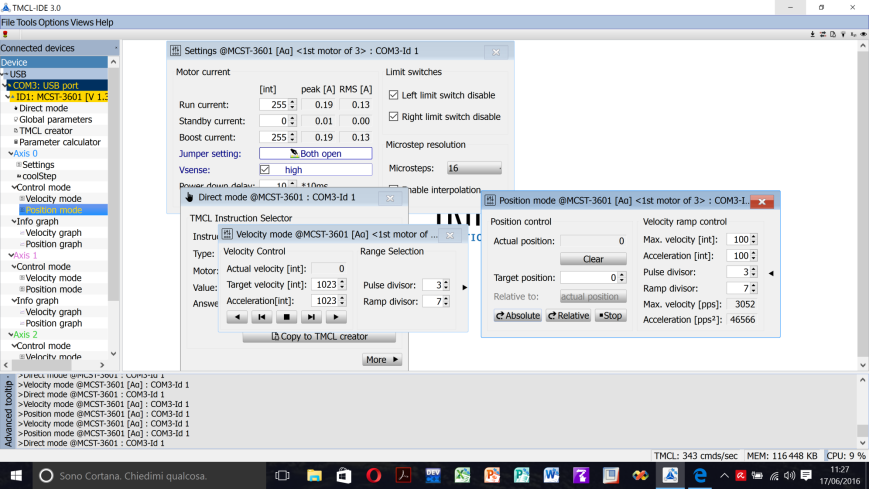 TMCL-IDE 3.0
File Tools Options Views Help
Connected devices
Device
USB
COM3: USB port
ID1: MCST-3601 [V 1.3
Direct mode
Global parameters
TMCL creator
Parameter calculator
Axis 0
Settings
coolStep
Control mode
Velocity mode
Position mode
Info graph
Velocity graph
Position graph
Axis 1
Control mode
Velocity mode
Position mode
Info graph
Velocity graph
Position graph
Axis 2
Control mode
Velocity mode
Settings @MCST-3601 [Aq] <1st motor of 3> : COM3-Id 1
Motor current
[int] peak [A] RMS [A]
Run current: 255 0.19 0.13
Standby current: 0 0.01 0.00
Boost current: 255 0.19 0.13
Jumper setting: Both open
Vsense: high
Power down delay: 10 *10ms
Limit switches
Left limit switch disable
Right limit switch disable
Microstep resolution
Microsteps: 16
Enable interpolation
Direct mode @MCST-3601 : COM3-Id 1
TMCL Instruction Selector
Instru
Type:
Motor:
Value:
Answe
Copy to TMCL creator
More
Velocity mode @MCST-3601 [Aq] <1st motor of ...
Velocity Control
Actual velocity [int]: 0
Target velocity [int]: 1023
Acceleration[int]: 1023
Range Selection
Pulse divisor: 3
Ramp divisor: 7
Position mode @MCST-3601 [Aq] <1st motor of 3> : COM3-I...
Position control
Actual position: 0
Clear
Target position: 0
Relative to: actual position
Absolute Relative Stop
Velocity ramp control
Max. velocity [int]: 100
Acceleration [int]: 100
Pulse divisor: 3
Ramp divisor: 7
Max. velocity [pps]: 3052
Acceleration [pps²]: 46566
Advanced tooltip
>Direct mode @MCST-3601 : COM3-Id 1
>Velocity mode @MCST-3601 [Aq] : COM3-Id 1
>Direct mode @MCST-3601 : COM3-Id 1
>Velocity mode @MCST-3601 [Aq] : COM3-Id 1
>Position mode @MCST-3601 [Aq] : COM3-Id 1
>Velocity mode @MCST-3601 [Aq] : COM3-Id 1
>Position mode @MCST-3601 [Aq] : COM3-Id 1
>Direct mode @MCST-3601 : COM3-Id 1
TMCL: 343 cmds/sec MEM: 116 448 KB CPU: 9 %
Sono Cortana. Chiedimi qualcosa.
DEV
11:27
17/06/2016